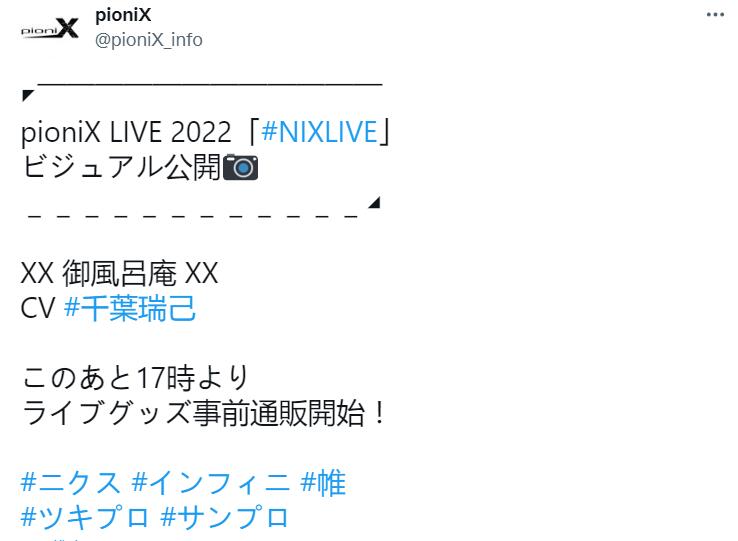 pioniX
pioniX
@pioniX_info
pioniX LIVE 2022「#NIXLIVE」
ビジュアル公開
XX 御風呂庵 XX
CV #千葉瑞己
このあと17時より
ライブグッズ事前通販開始！
#ニクス #インフィニ #帷
#ツキプロ #サンプロ